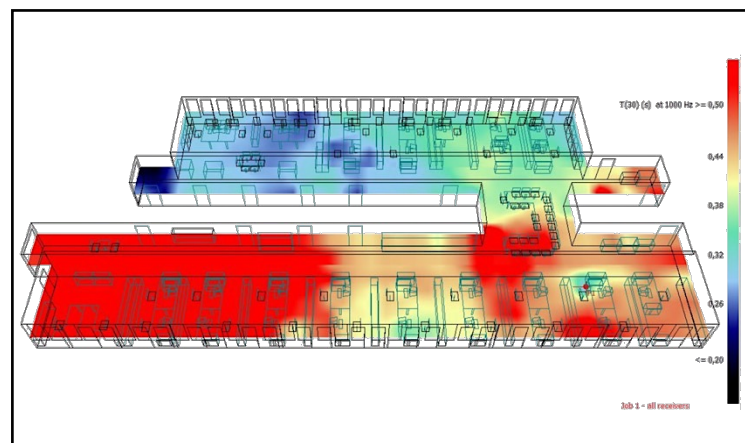 T(30) (s) at 1000 Hz >= 0,50
0,44
0,38
0,32
0,26
<= 0,20
Job 1 - all receivers